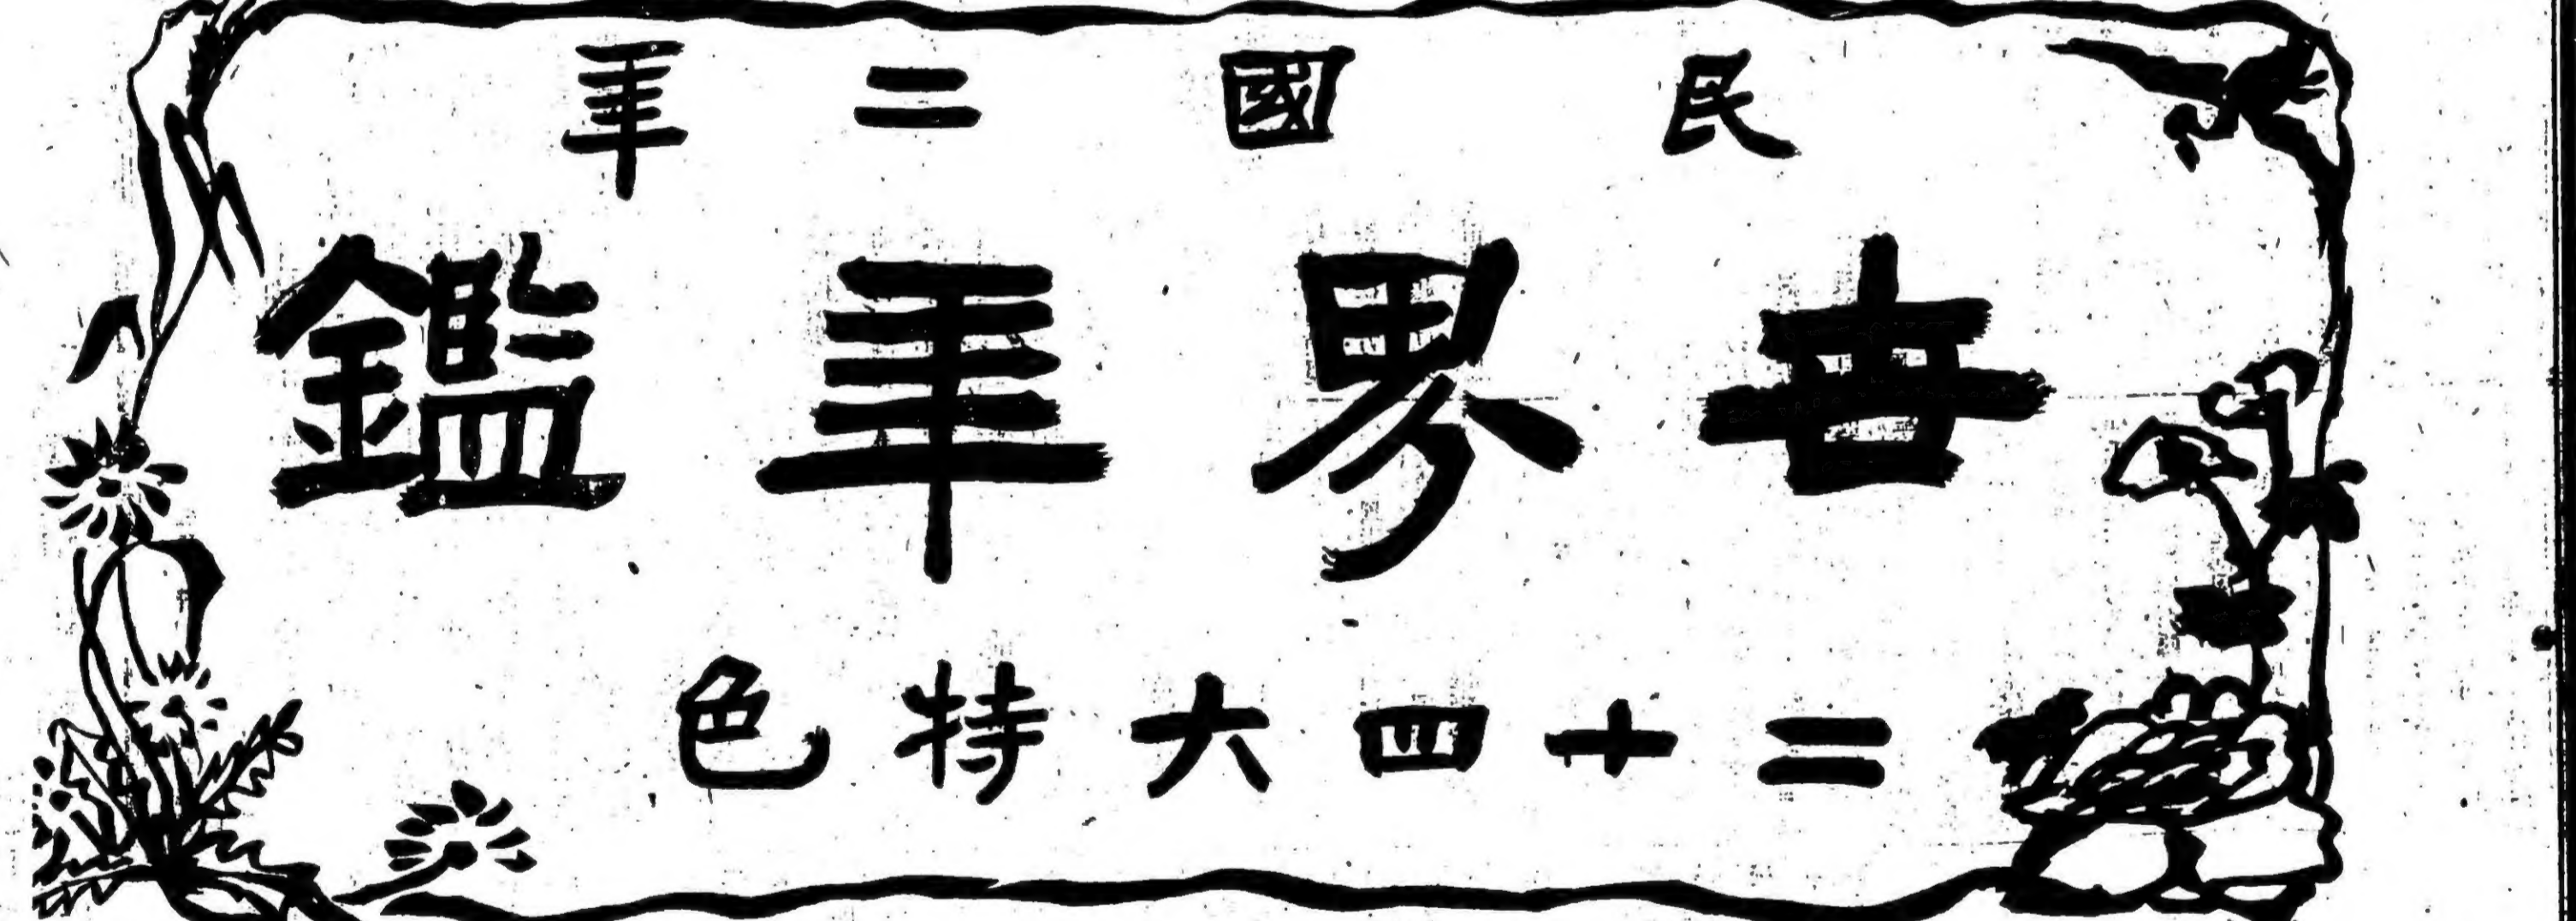 民國二年
世界年鑑
二十四大特色